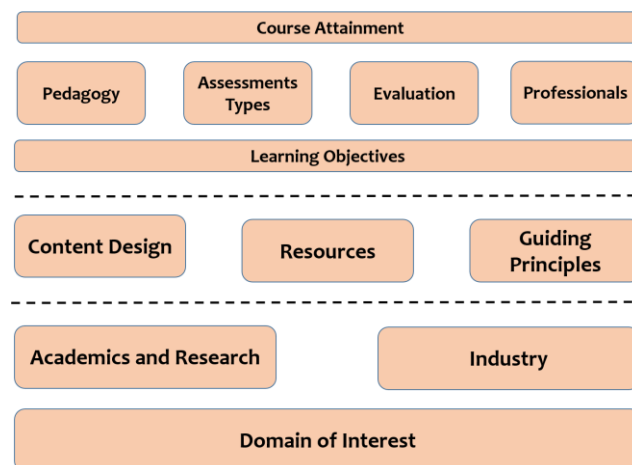 Course Attainment
Pedagogy
Assessments
Types
Evaluation
Professionals
Learning Objectives
Content Design
Resources
Guiding
Principles
Academics and Research
Industry
Domain of Interest